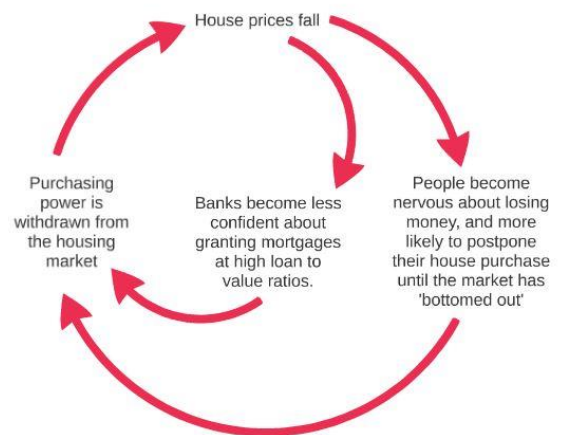 House prices fall
Purchasing
power is
withdrawn from
the housing
market
Banks become less
confident about
granting mortgages
at high loan to
value ratios.
People become
nervous about losing
money, and more
likely to postpone
their house purchase
until the market has
'bottomed out'